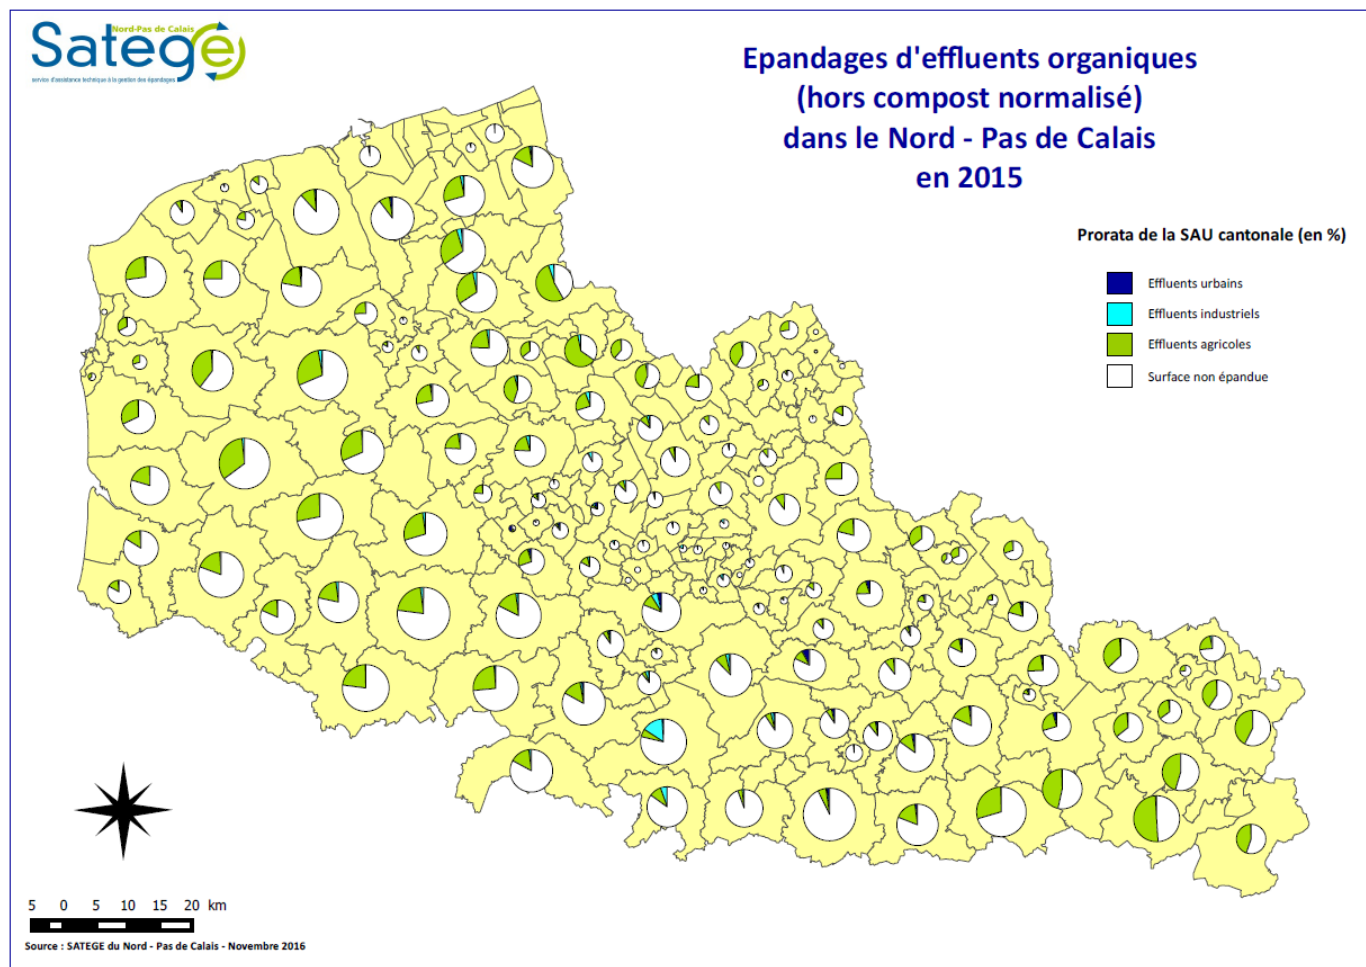 Nord-Pas de Calais
Satege
service d'assistance technique à la gestion des épandages
Epandages d'effluents organiques
(hors compost normalisé)
dans le Nord - Pas de Calais
en 2015
Prorata de la SAU cantonale (en %)
Effluents urbains
Effluents industriels
Effluents agricoles
Surface non épandue
5 0 5 10 15 20 km
Source : SATEGE du Nord - Pas de Calais - Novembre 2016